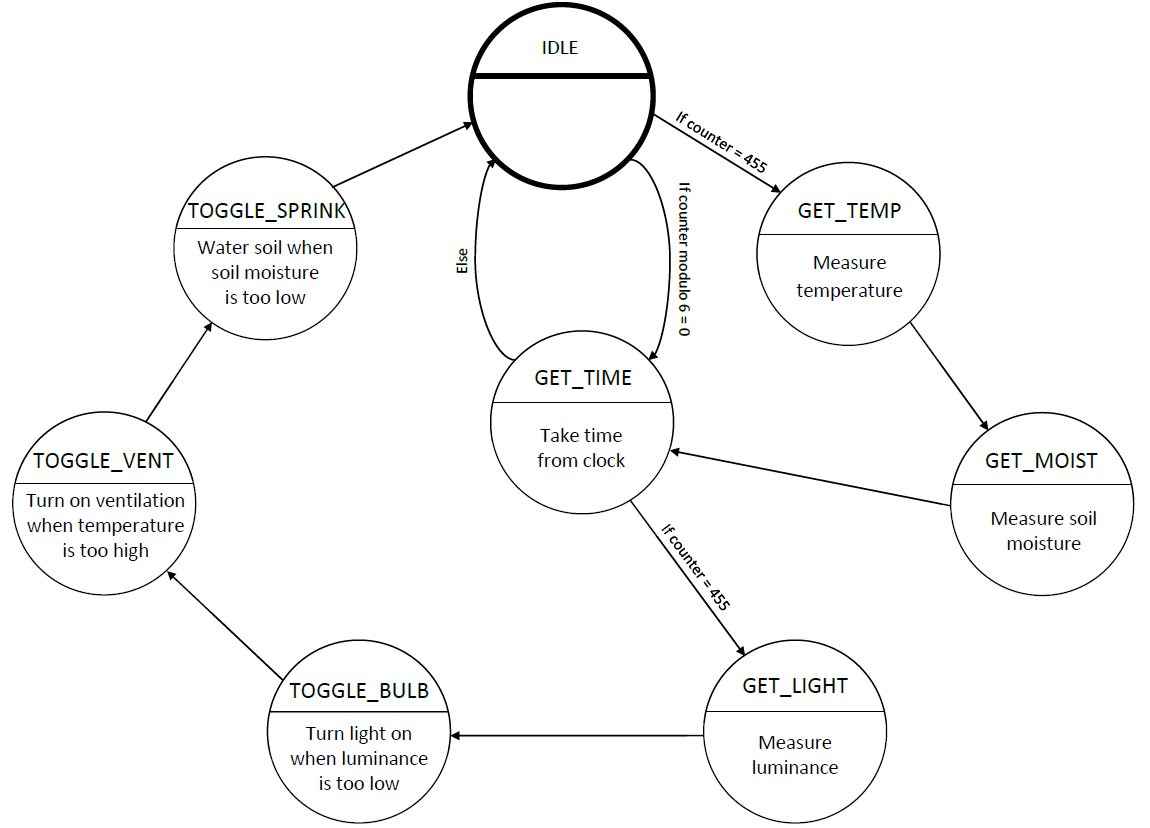 IDLE
If counter = 455
If counter modulo 6 = 0
Else
TOGGLE_SPRINK
Water soil when
soil moisture
is too low
GET_TEMP
Measure
temperature
GET_TIME
Take time
from clock
TOGGLE_VENT
Turn on ventilation
when temperature
is too high
GET_MOIST
Measure soil
moisture
If counter = 455
TOGGLE_BULB
Turn light on
when luminance
is too low
GET_LIGHT
Measure
luminance